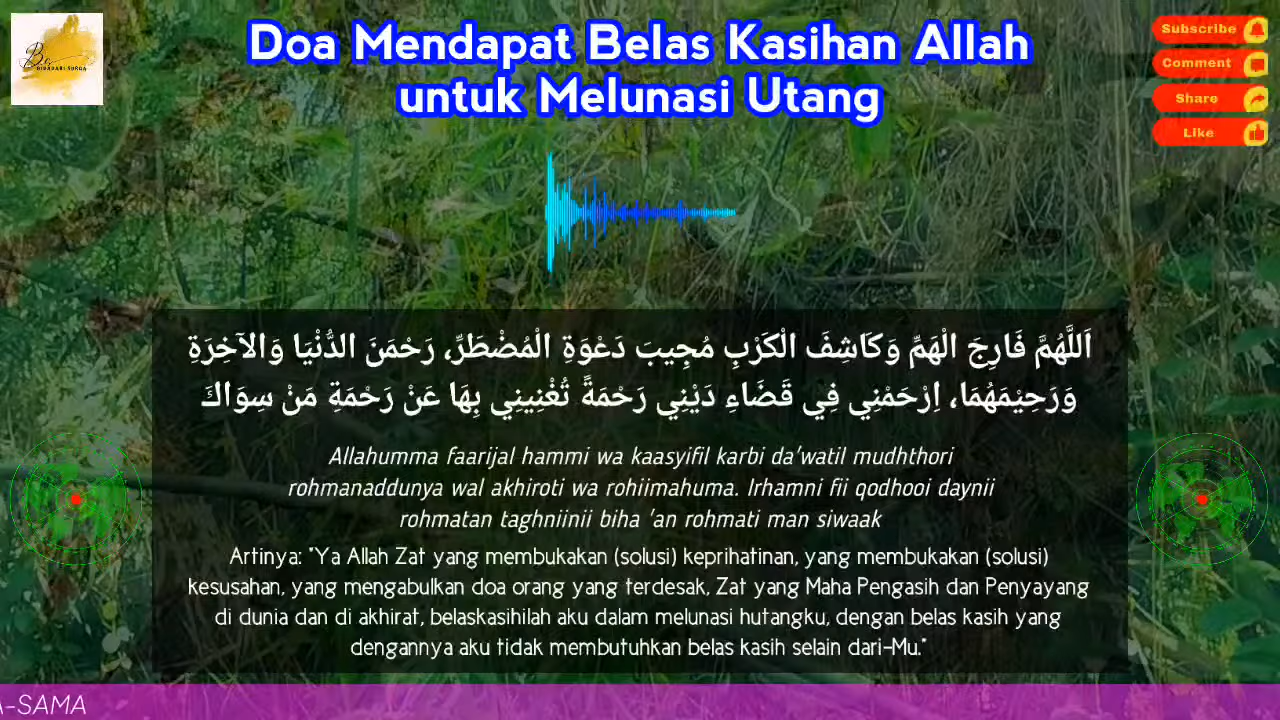 Doa Mendapat Belas Kasihan Allah
untuk Melunasi Utang
Subscribe
Comment
Share
Like
اَللَّهُمَّ فَارِجَ الْهَمِّ وَكَاشِفَ الْكَرْبِ مُجِيبَ دَعْوَةِ الْمُضْطَرِّ، رَحْمَنَ الدُّنْيَا وَالآخِرَةِ
وَرَحِيْمَهُمَا، اِرْحَمْنِي فِي قَضَاءِ دَيْنِي رَحْمَةً تُغْنِينِي بِهَا عَنْ رَحْمَةِ مَنْ سِوَاكَ
Allahumma faarijal hammi wa kaasyifil karbi da'watil mudhthori
rohmanaddunya wal akhiroti wa rohiimahuma. Irhamni fii qodhooi daynii
rohmatan taghniinii biha 'an rohmati man siwaak
Artinya: "Ya Allah Zat yang membukakan (solusi) keprihatinan, yang membukakan (solusi)
kesusahan, yang mengabulkan doa orang yang terdesak, Zat yang Maha Pengasih dan Penyayang
di dunia dan di akhirat, belaskasihilah aku dalam melunasi hutangku, dengan belas kasih yang
dengannya aku tidak membutuhkan belas kasih selain dari-Mu."
A-SAMA